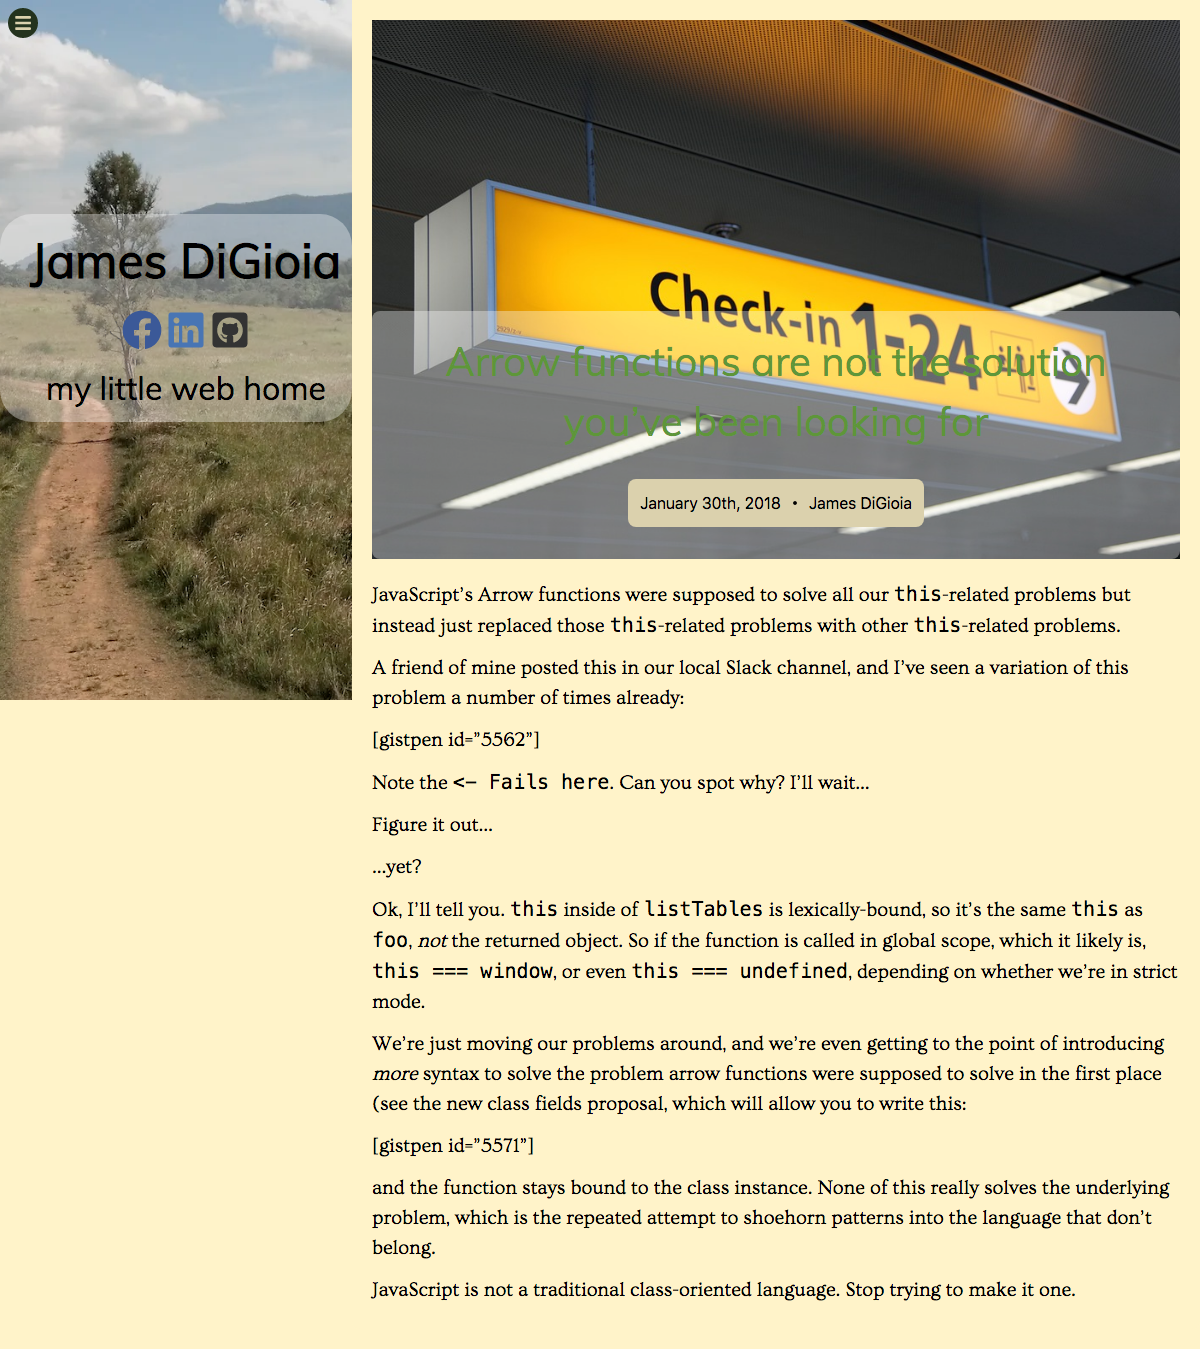 James DiGioia
my little web home
Check-in 1-24
Arrow functions are not the solution
you've been looking for
January 30th, 2018 • James DiGioia
JavaScript’s Arrow functions were supposed to solve all our this-related problems but
instead just replaced those this-related problems with other this-related problems.
A friend of mine posted this in our local Slack channel, and I’ve seen a variation of this
problem a number of times already:
[gistpen id=”5562”]
Note the <- Fails here. Can you spot why? I’ll wait…
Figure it out…
…yet?
Ok, I’ll tell you. this inside of listTables is lexically-bound, so it’s the same this as
foo, not the returned object. So if the function is called in global scope, which it likely is,
this === window, or even this === undefined, depending on whether we’re in strict
mode.
We’re just moving our problems around, and we’re even getting to the point of introducing
more syntax to solve the problem arrow functions were supposed to solve in the first place
(see the new class fields proposal, which will allow you to write this:
[gistpen id=”5571”]
and the function stays bound to the class instance. None of this really solves the underlying
problem, which is the repeated attempt to shoehorn patterns into the language that don’t
belong.
JavaScript is not a traditional class-oriented language. Stop trying to make it one.